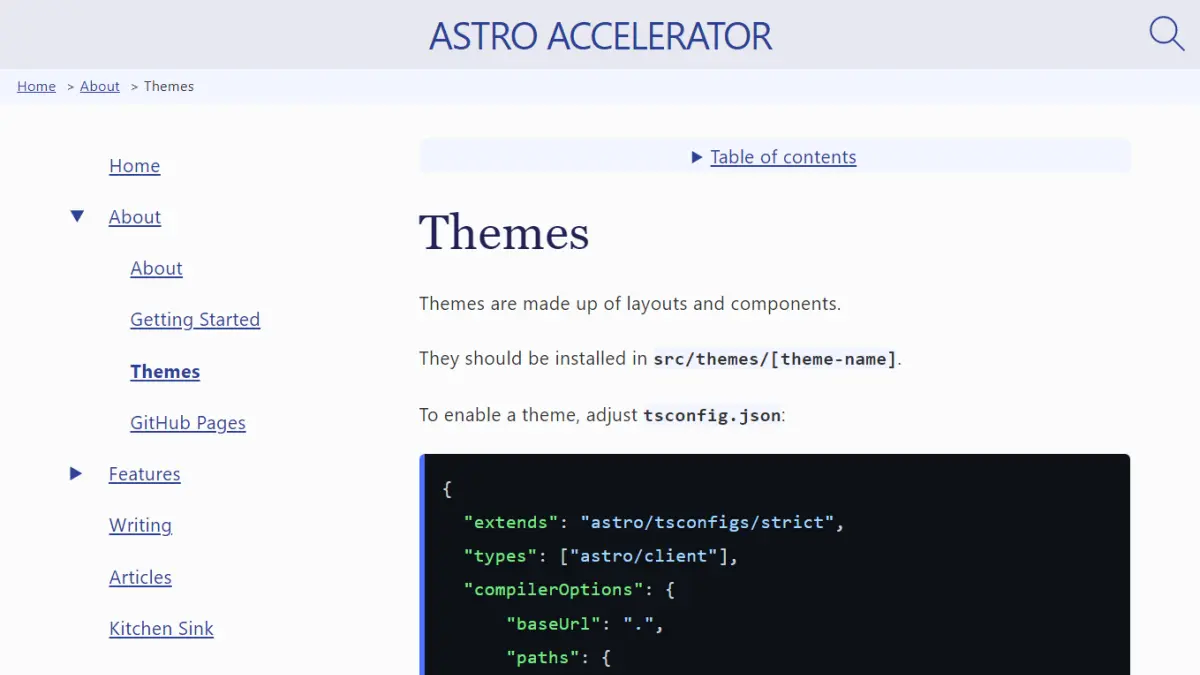 ASTRO ACCELERATOR
Home > About > Themes
Home
About
About
Getting Started
Themes
GitHub Pages
Features
Writing
Articles
Kitchen Sink
Table of contents
Themes
Themes are made up of layouts and components.
They should be installed in src/themes/[theme-name].
To enable a theme, adjust tsconfig.json:
{
"extends": "astro/tsconfigs/strict",
"types": ["astro/client"],
"compilerOptions": {
"baseUrl": ".",
"paths": {